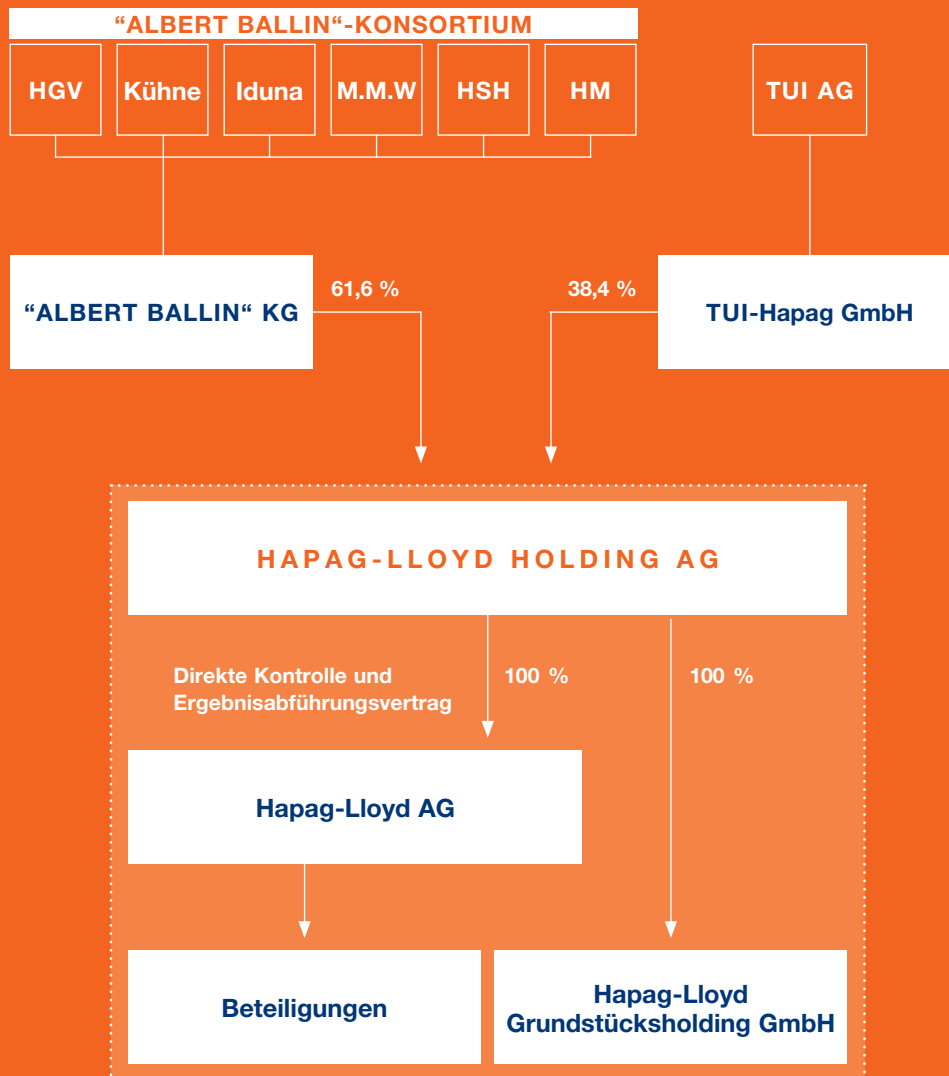 “ALBERT BALLIN“-KONSORTIUM
HGV Kühne Iduna M.M.W HSH HM TUI AG
61,6 % 38,4 %
“ALBERT BALLIN“ KG TUI-Hapag GmbH
HAPAG-LLOYD HOLDING AG
Direkte Kontrolle und 100 % 100 %
Ergebnisabführungsvertrag
Hapag-Lloyd AG
Beteiligungen
Hapag-Lloyd
Grundstücksholding GmbH